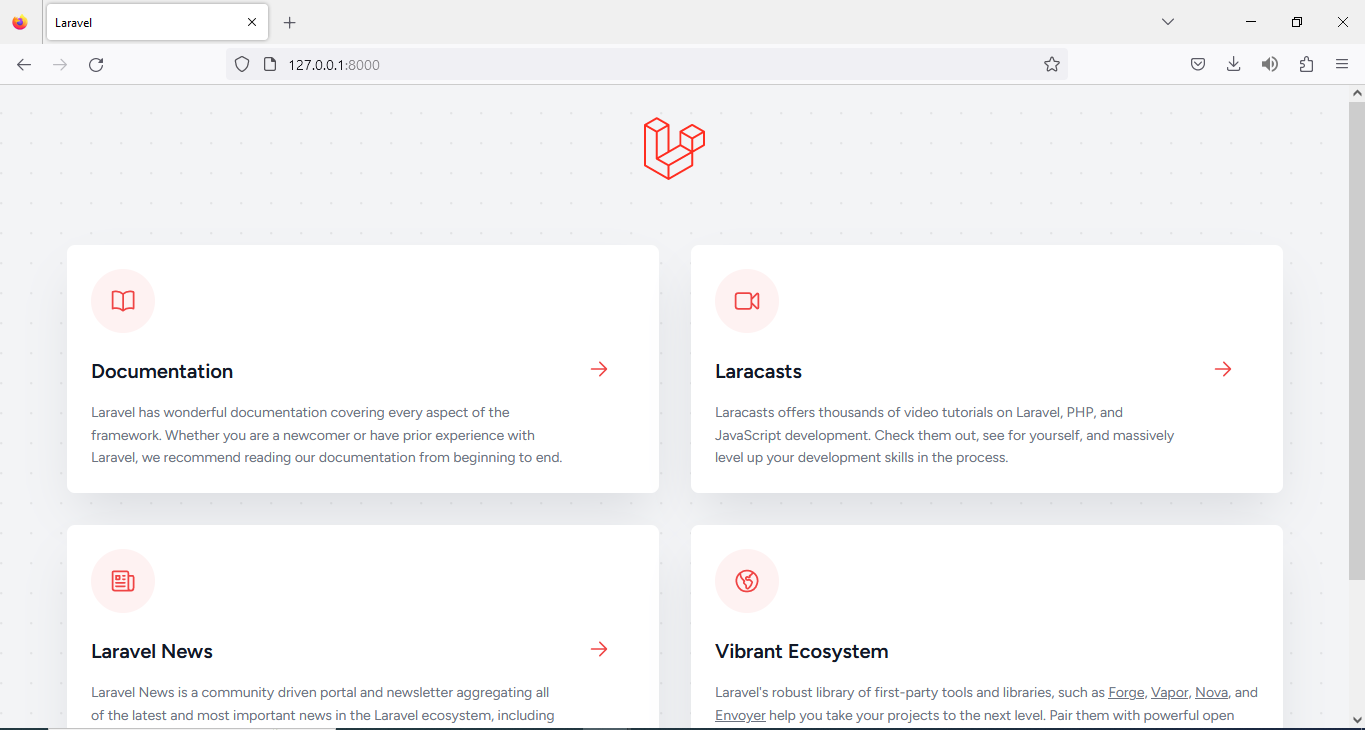 Laravel
127.0.0.1:8000
Documentation
Laravel has wonderful documentation covering every aspect of the
framework. Whether you are a newcomer or have prior experience with
Laravel, we recommend reading our documentation from beginning to end.
Laracasts
Laracasts offers thousands of video tutorials on Laravel, PHP, and
JavaScript development. Check them out, see for yourself, and massively
level up your development skills in the process.
Laravel News
Laravel News is a community driven portal and newsletter aggregating all
of the latest and most important news in the Laravel ecosystem, including
Vibrant Ecosystem
Laravel's robust library of first-party tools and libraries, such as Forge, Vapor, Nova, and
Envoyer help you take your projects to the next level. Pair them with powerful open